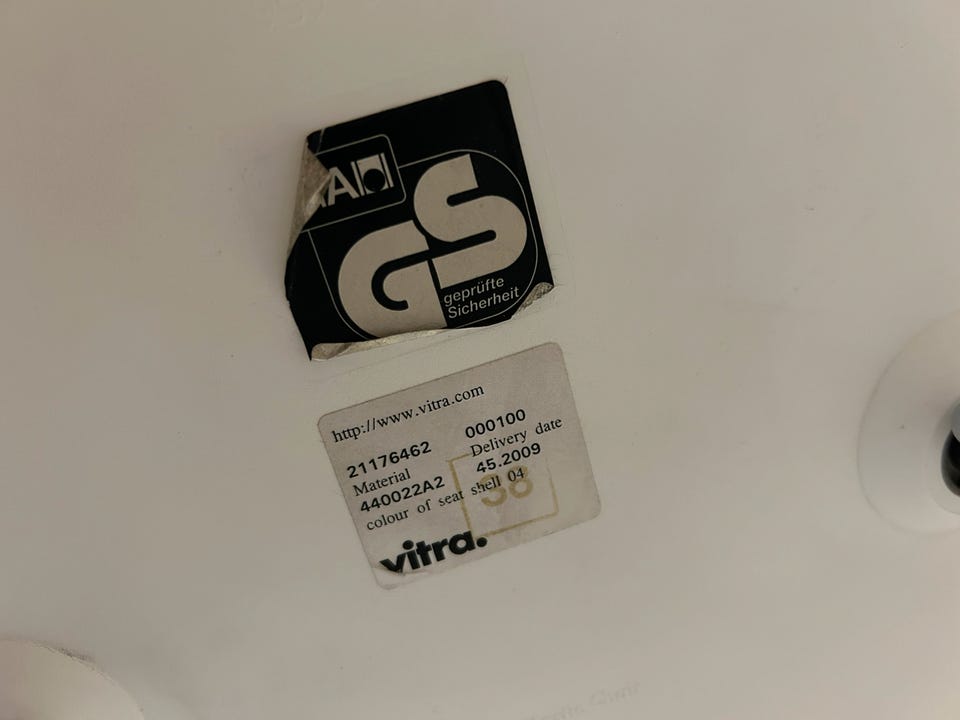 GS
geprüfte
Sicherheit
http://www.vitra.com
21176462 000100
Material Delivery date
440022A2 45.2009
colour of seat shell 04
38
vitra.